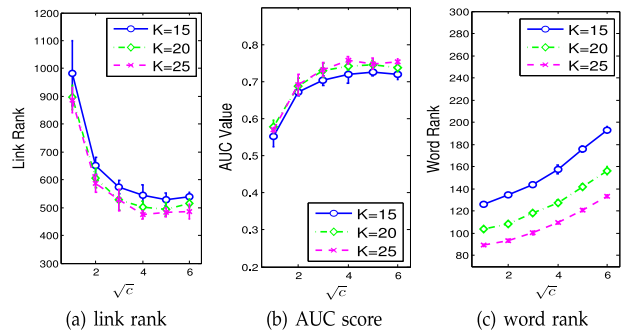 1200
1100
1000
900
800
700
600
500
400
300
Link Rank
2 4 6
√c
K=15
K=20
K=25
(a) link rank
0.8
0.7
0.6
0.5
0.4
0.3
0.2
AUC Value
2 4 6
√c
K=15
K=20
K=25
(b) AUC score
300
280
260
240
220
200
180
160
140
120
100
80
Word Rank
2 4 6
√c
K=15
K=20
K=25
(c) word rank